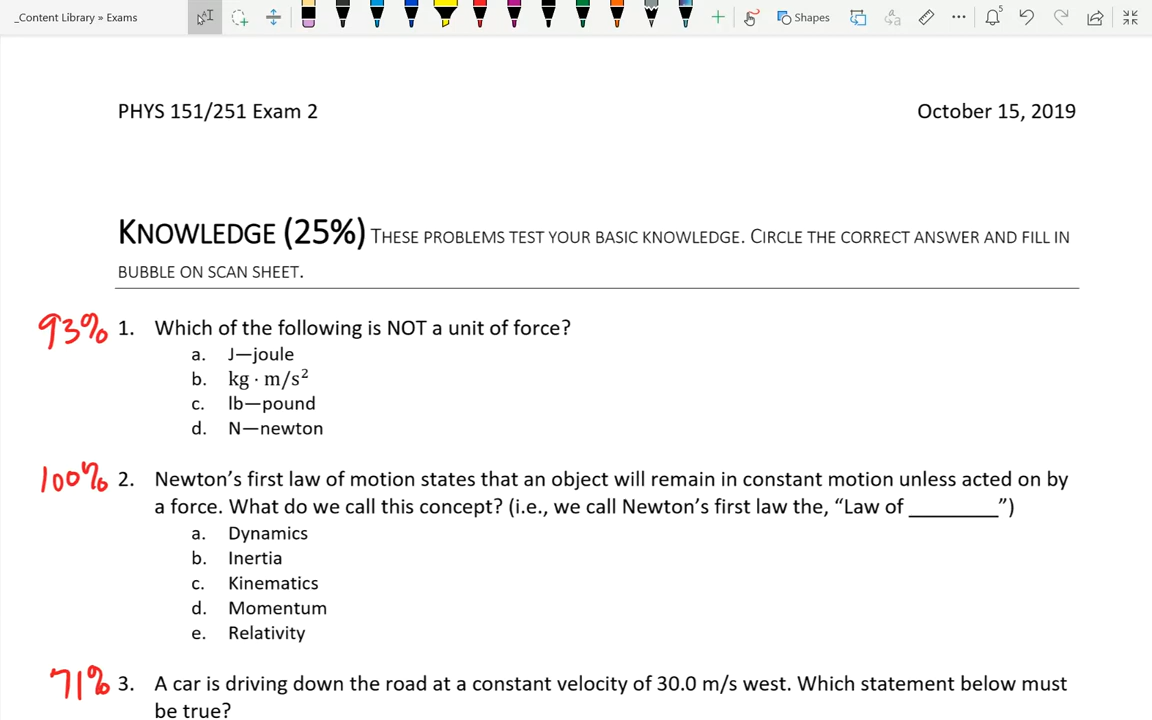 _Content Library » Exams
Shapes
5
PHYS 151/251 Exam 2
October 15, 2019
KNOWLEDGE (25%) THESE PROBLEMS TEST YOUR BASIC KNOWLEDGE. CIRCLE THE CORRECT ANSWER AND FILL IN
BUBBLE ON SCAN SHEET.
93% 1. Which of the following is NOT a unit of force?
a. J—joule
b. kg · m/s²
c. lb—pound
d. N—newton
100% 2. Newton’s first law of motion states that an object will remain in constant motion unless acted on by
a force. What do we call this concept? (i.e., we call Newton’s first law the, “Law of ________”)
a. Dynamics
b. Inertia
c. Kinematics
d. Momentum
e. Relativity
71% 3. A car is driving down the road at a constant velocity of 30.0 m/s west. Which statement below must
be true?